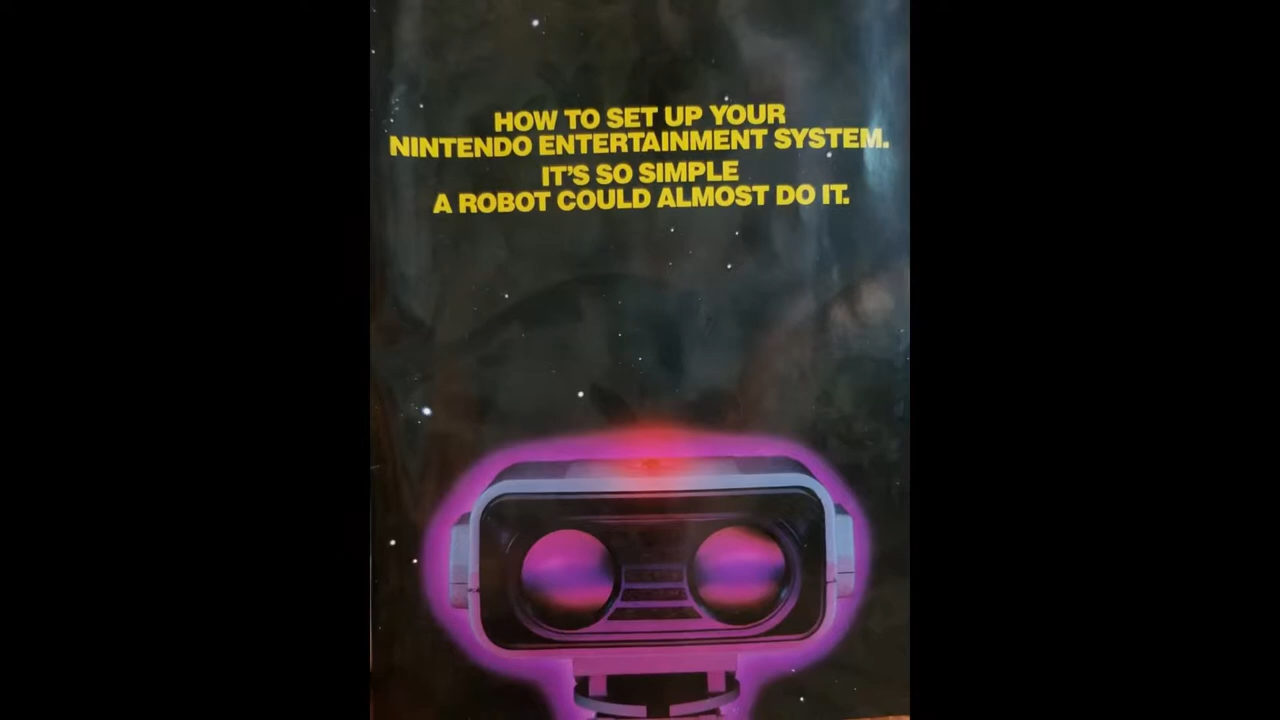 HOW TO SET UP YOUR
NINTENDO ENTERTAINMENT SYSTEM.
IT'S SO SIMPLE
A ROBOT COULD ALMOST DO IT.